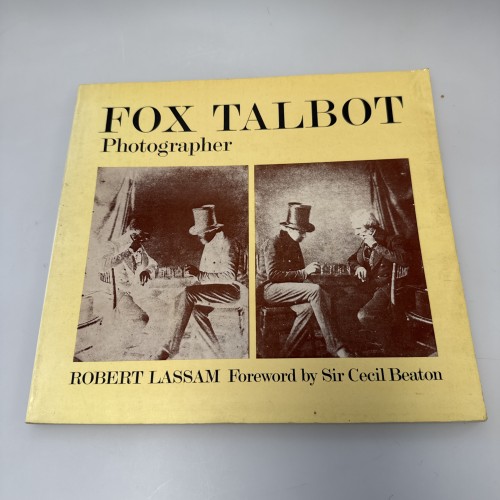 FOX TALBOT
Photographer
ROBERT LASSAM Foreword by Sir Cecil Beaton